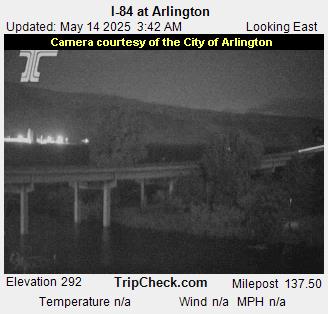 I-84 at Arlington
Updated: May 14 2025 3:42 AM Looking East
Camera courtesy of the City of Arlington
Elevation 292 TripCheck.com Milepost 137.50
Temperature n/a Wind n/a MPH n/a